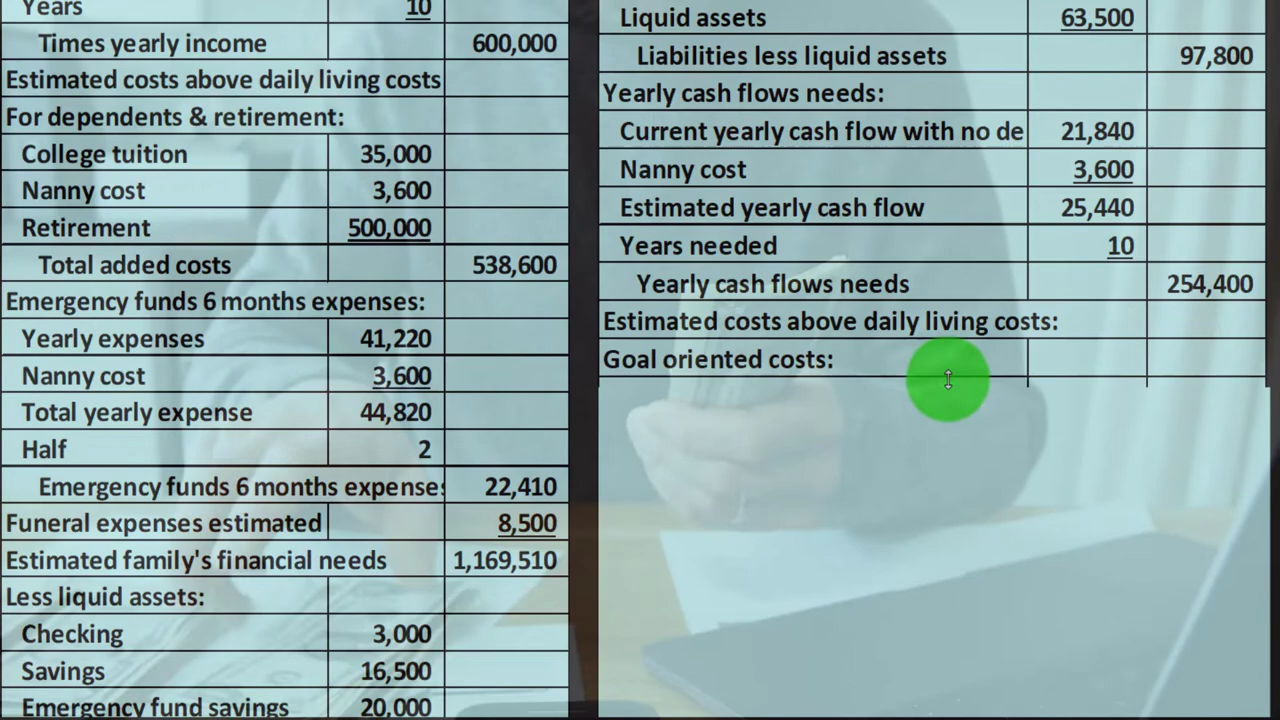 Years 10
Times yearly income 600,000
Estimated costs above daily living costs
For dependents & retirement:
College tuition 35,000
Nanny cost 3,600
Retirement 500,000
Total added costs 538,600
Emergency funds 6 months expenses:
Yearly expenses 41,220
Nanny cost 3,600
Total yearly expense 44,820
Half 2
Emergency funds 6 months expenses 22,410
Funeral expenses estimated 8,500
Estimated family's financial needs 1,169,510
Less liquid assets:
Checking 3,000
Savings 16,500
Emergency fund savings 20,000
Liquid assets 63,500
Liabilities less liquid assets 97,800
Yearly cash flows needs:
Current yearly cash flow with no de 21,840
Nanny cost 3,600
Estimated yearly cash flow 25,440
Years needed 10
Yearly cash flows needs 254,400
Estimated costs above daily living costs:
Goal oriented costs: